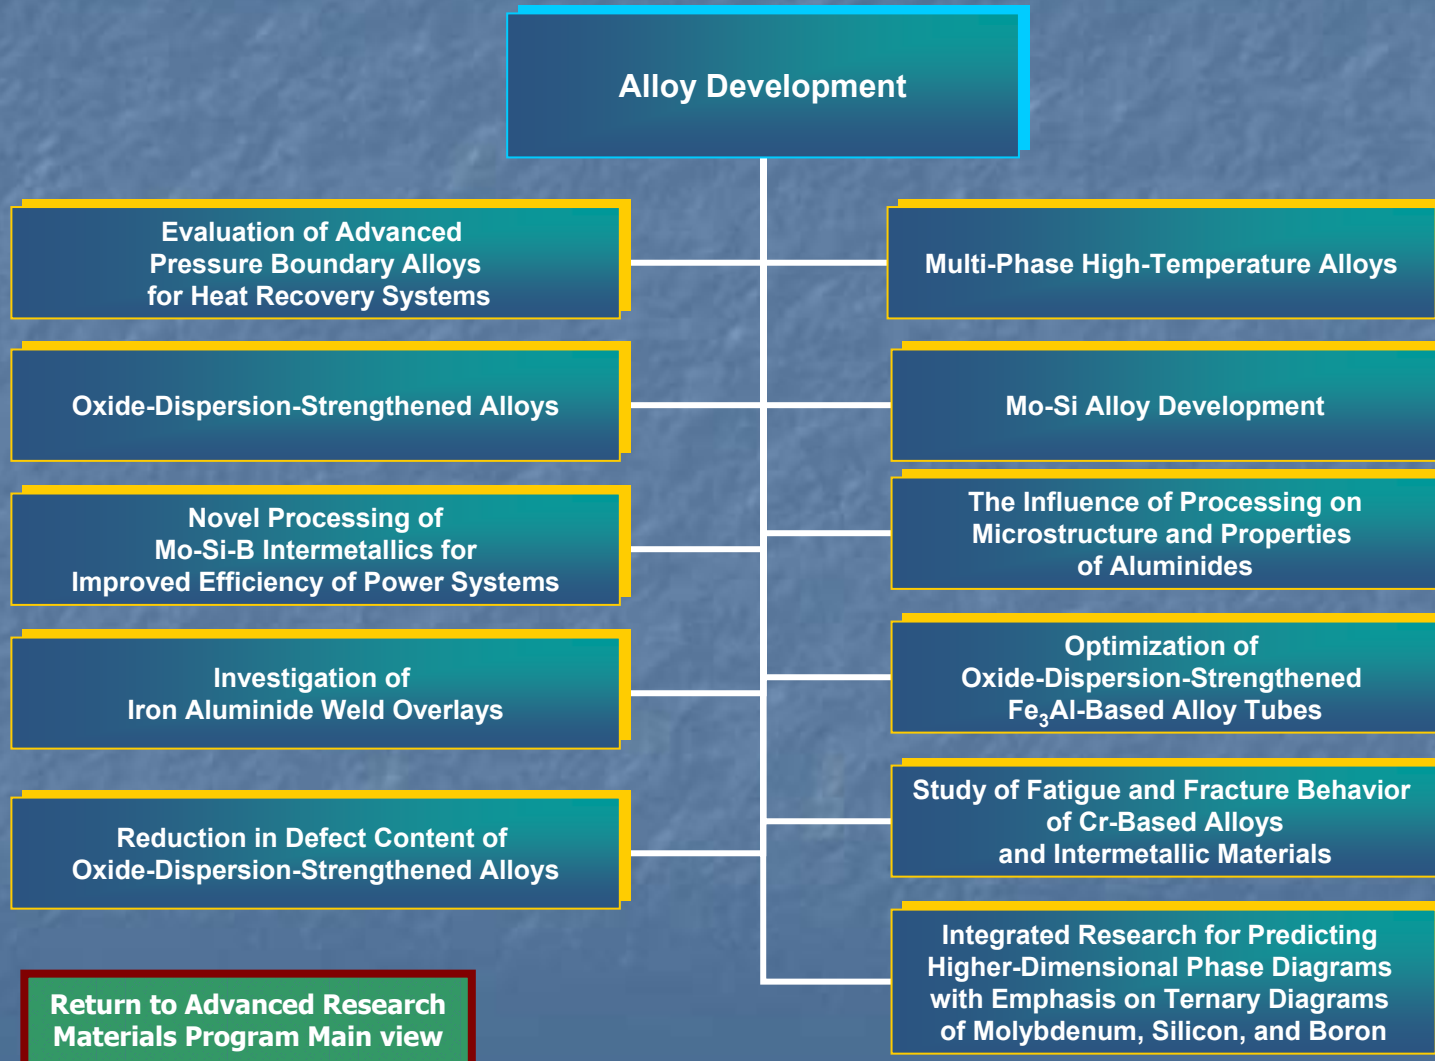 Alloy Development
Evaluation of Advanced
Pressure Boundary Alloys
for Heat Recovery Systems
Oxide-Dispersion-Strengthened Alloys
Novel Processing of
Mo-Si-B Intermetallics for
Improved Efficiency of Power Systems
Investigation of
Iron Aluminide Weld Overlays
Reduction in Defect Content of
Oxide-Dispersion-Strengthened Alloys
Multi-Phase High-Temperature Alloys
Mo-Si Alloy Development
The Influence of Processing on
Microstructure and Properties
of Aluminides
Optimization of
Oxide-Dispersion-Strengthened
Fe₃Al-Based Alloy Tubes
Study of Fatigue and Fracture Behavior
of Cr-Based Alloys
and Intermetallic Materials
Integrated Research for Predicting
Higher-Dimensional Phase Diagrams
with Emphasis on Ternary Diagrams
of Molybdenum, Silicon, and Boron
Return to Advanced Research
Materials Program Main view